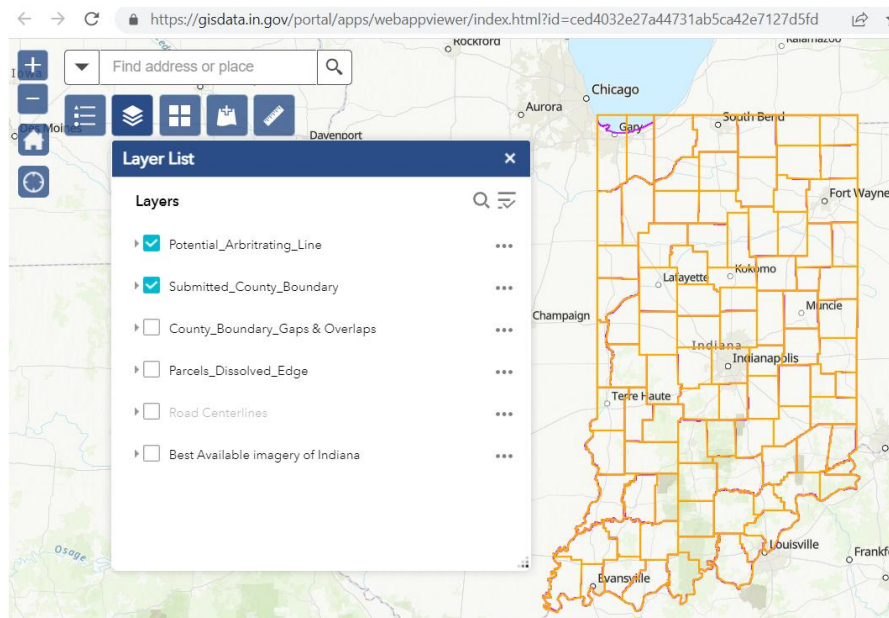 https://gisdata.in.gov/portal/apps/webappviewer/index.html?id=ced4032e27a44731ab5ca42e7127d5fd
Find address or place
Layer List
Layers
Potential_Arbritrating_Line
Submitted_County_Boundary
County_Boundary_Gaps & Overlaps
Parcels_Dissolved_Edge
Road Centerlines
Best Available imagery of Indiana
Rockford
Kalamazoo
Chicago
Aurora
Davenport
Gary
South Bend
Fort Wayne
Lafayette
Kokomo
Muncie
Champaign
Indiana
Indianapolis
Terre Haute
Osage
Louisville
Evansville